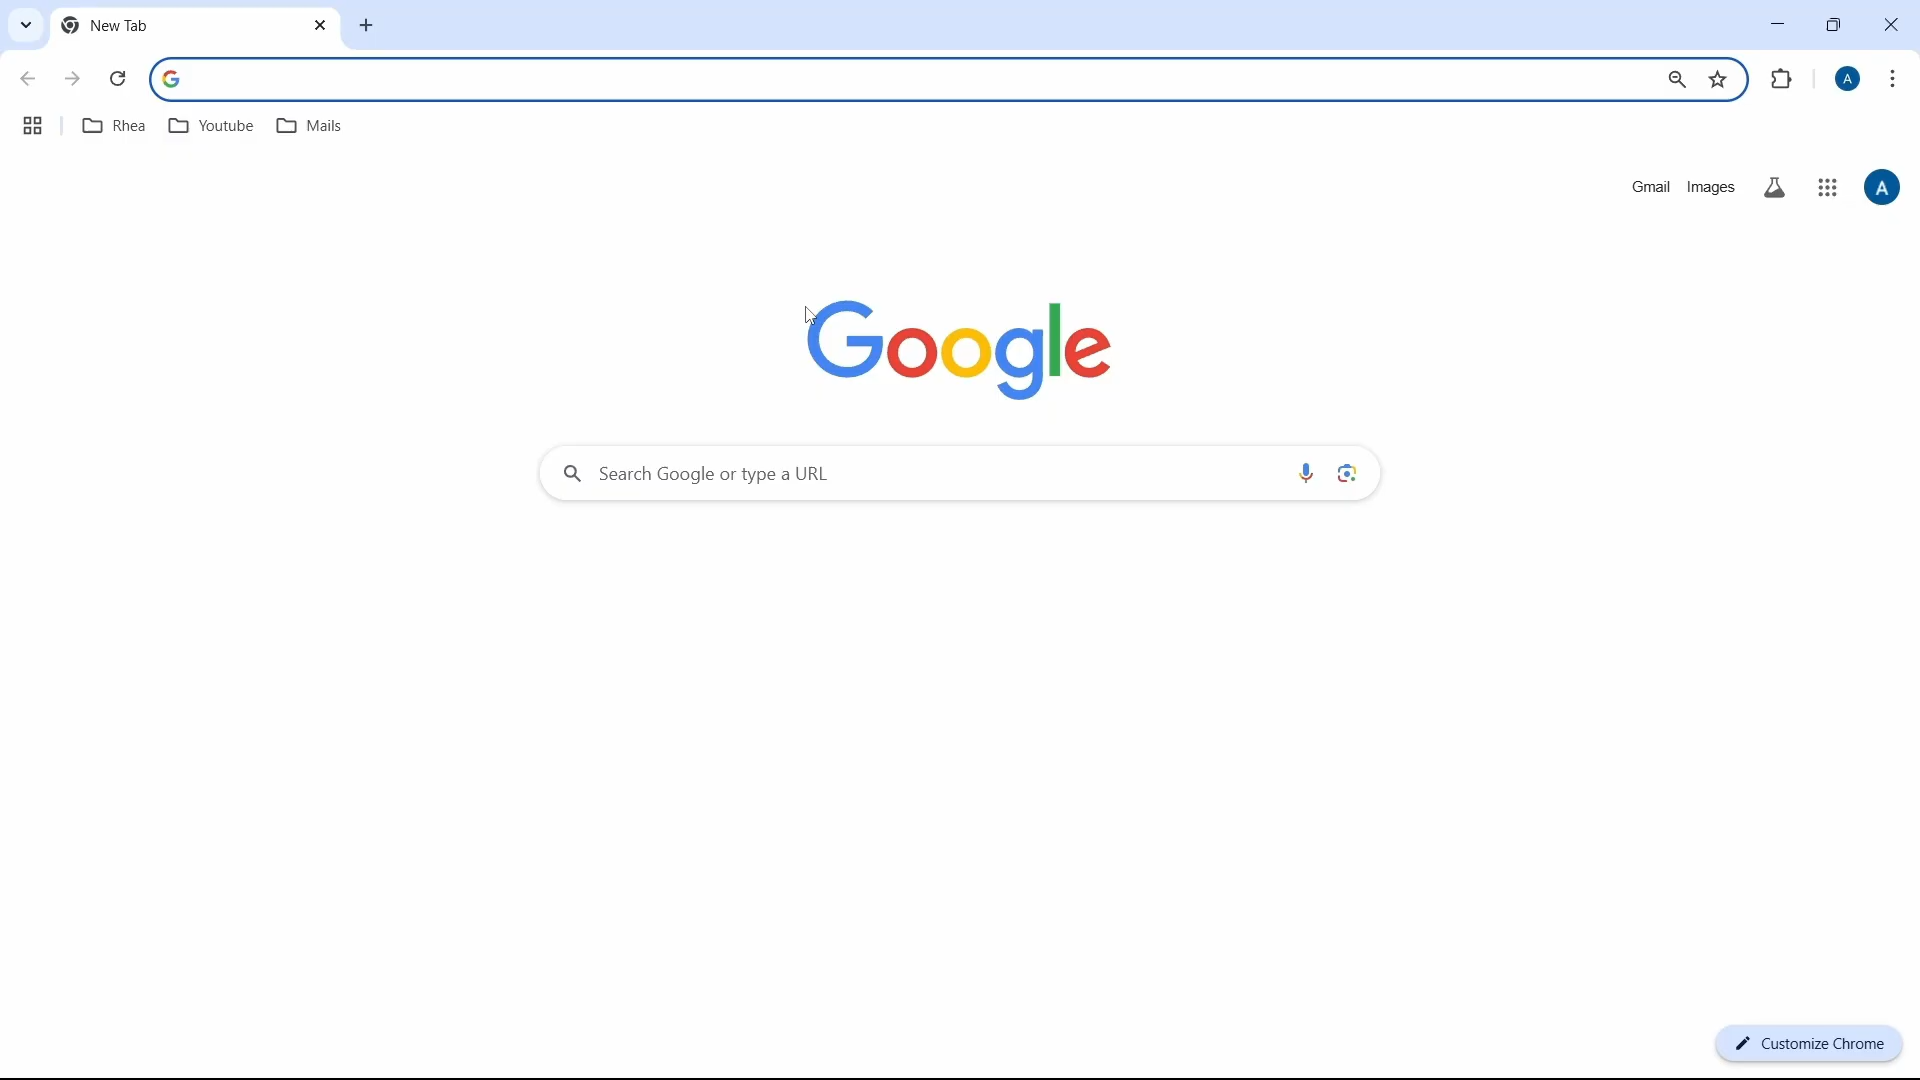 New Tab
Rhea Youtube Mails
Gmail Images A
A
Google
Search Google or type a URL
Customize Chrome